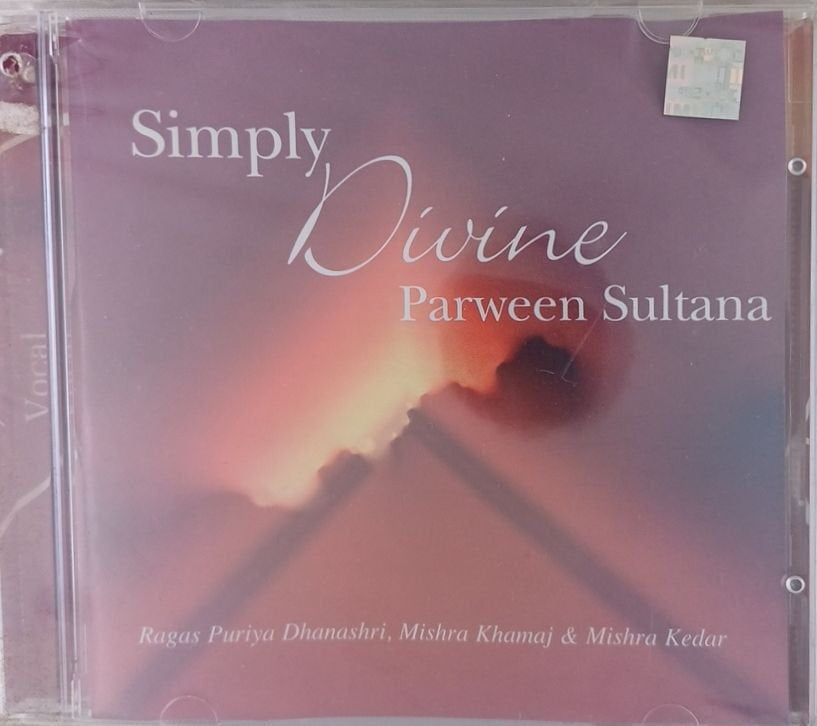 Simply
Divine
Parween Sultana
Vocal
Ragas Puriya Dhanashri, Mishra Khamaj & Mishra Kedar